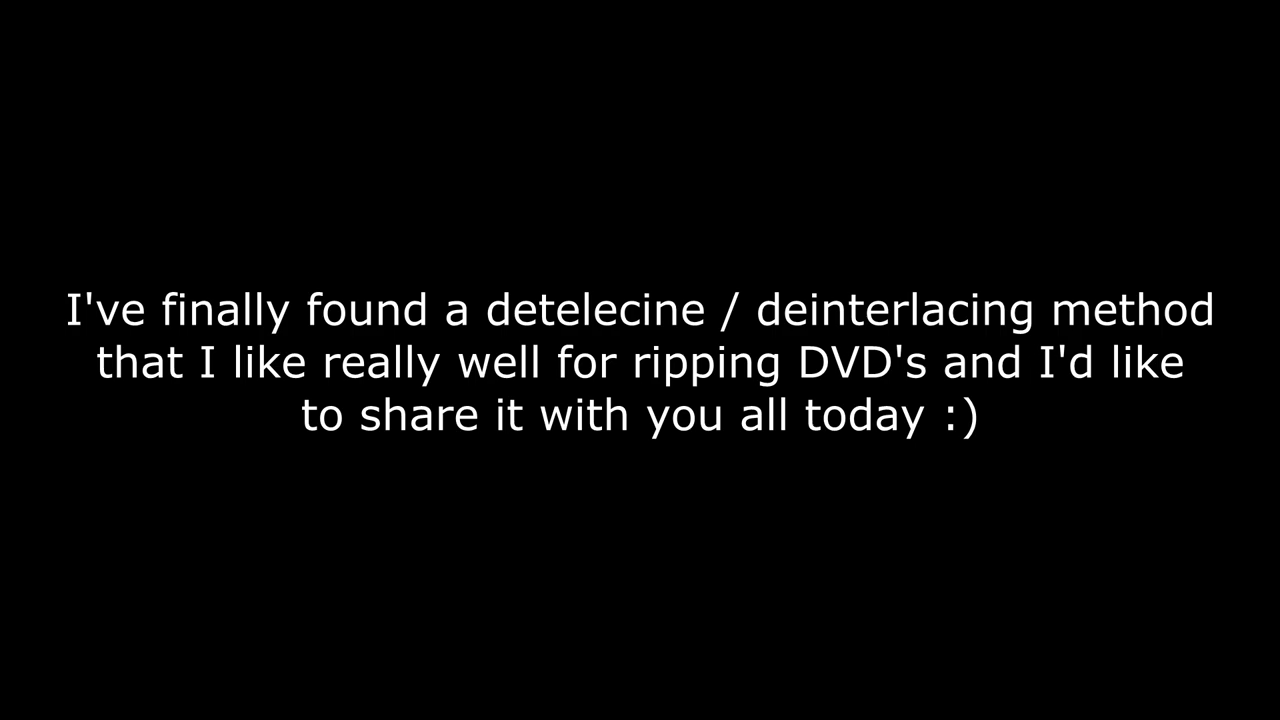 I've finally found a detelecine / deinterlacing method
that I like really well for ripping DVD's and I'd like
to share it with you all today :)